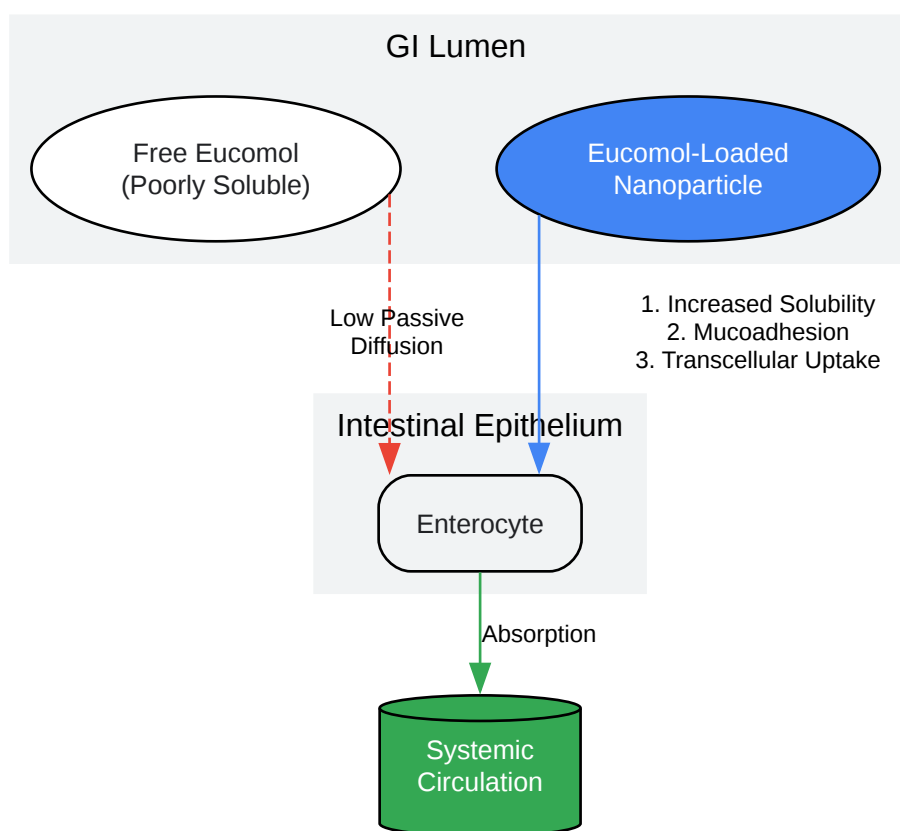 GI Lumen
Free Eucomol
(Poorly Soluble)
Eucomol-Loaded
Nanoparticle
Low Passive
Diffusion
1. Increased Solubility
2. Mucoadhesion
3. Transcellular Uptake
Intestinal Epithelium
Enterocyte
Absorption
Systemic
Circulation